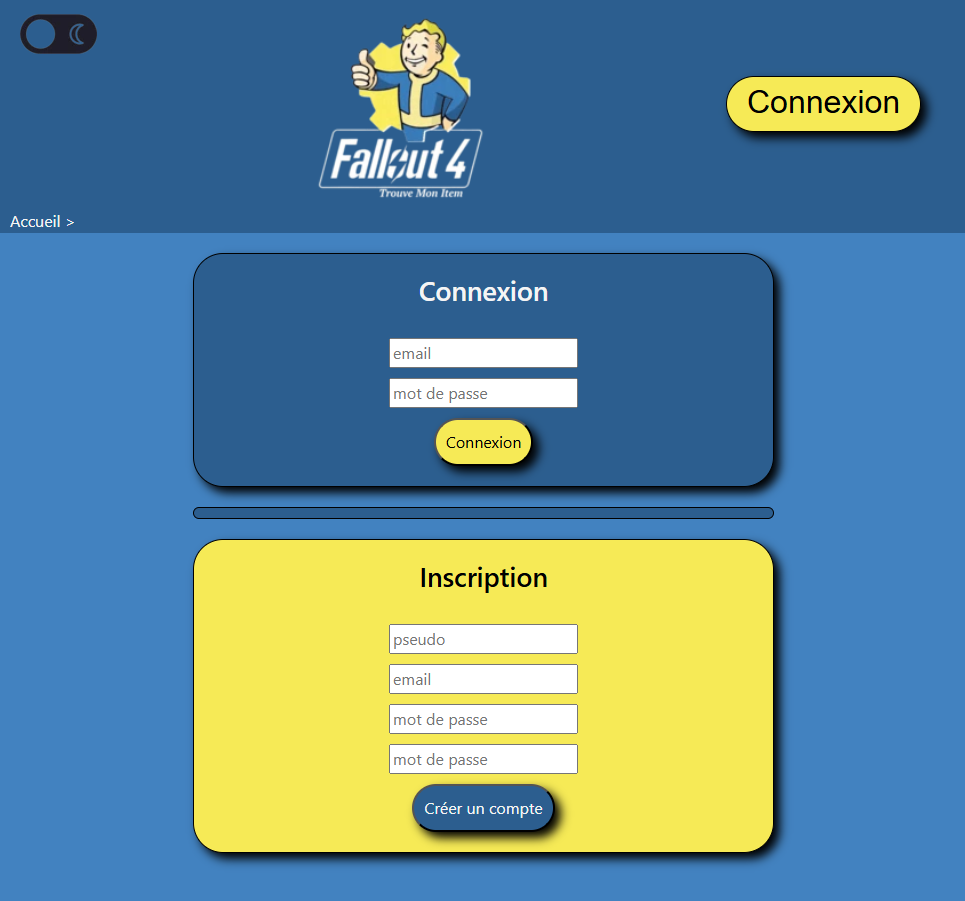 Connexion
Fallout 4
Trouve Mon Item
Accueil >
Connexion
email
mot de passe
Connexion
Inscription
pseudo
email
mot de passe
mot de passe
Créer un compte